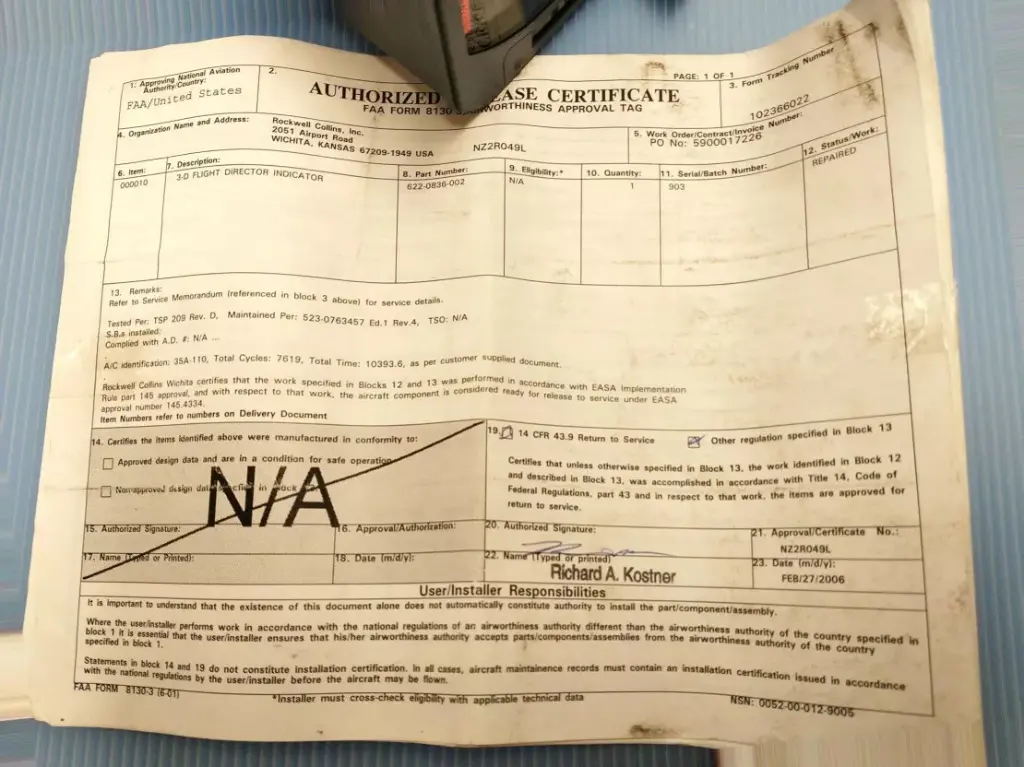 1. Approving National Aviation Authority/Country:
FAA/United States
2.
AUTHORIZED EASE CERTIFICATE
FAA FORM 8130 AIRWORTHINESS APPROVAL TAG
PAGE: 1 OF 1
3. Form Tracking Number
102366022
4. Organization Name and Address:
Rockwell Collins, Inc.
2051 Airport Road
WICHITA, KANSAS 67209-1949 USA
NZ2R049L
5. Work Order/Contract/Invoice Number:
PO No: 5900017226
6. Item:
000010
7. Description:
3-D FLIGHT DIRECTOR INDICATOR
8. Part Number:
622-0836-002
9. Eligibility:*
N/A
10. Quantity:
1
11. Serial/Batch Number:
903
12. Status/Work:
REPAIRED
13. Remarks:
Refer to Service Memorandum (referenced in block 3 above) for service details.
Tested Per: TSP 209 Rev. D, Maintained Per: 523-0763457 Ed.1 Rev.4, TSO: N/A
S.B.s installed:
Complied with A.D. #: N/A ...
A/C identification: 35A-110, Total Cycles: 7619, Total Time: 10393.6, as per customer supplied document.
Rockwell Collins Wichita certifies that the work specified in Blocks 12 and 13 was performed in accordance with EASA Implementation
Rule part 145 approval, and with respect to that work, the aircraft component is considered ready for release to service under EASA
approval number 145.4334.
Item Numbers refer to numbers on Delivery Document
14. Certifies the items identified above were manufactured in conformity to:
Approved design data and are in a condition for safe operation
Non-approved design data specified in Block 13.
N/A
15. Authorized Signature:
16. Approval/Authorization:
17. Name (Typed or Printed):
18. Date (m/d/y):
19. 14 CFR 43.9 Return to Service
Other regulation specified in Block 13
Certifies that unless otherwise specified in Block 13, the work identified in Block 12
and described in Block 13, was accomplished in accordance with Title 14, Code of
Federal Regulations, part 43 and in respect to that work, the items are approved for
return to service.
20. Authorized Signature:
21. Approval/Certificate No.:
NZ2R049L
22. Name (Typed or printed)
Richard A. Kostner
23. Date (m/d/y):
FEB/27/2006
User/Installer Responsibilities
It is important to understand that the existence of this document alone does not automatically constitute authority to install the part/component/assembly.
Where the user/installer performs work in accordance with the national regulations of an airworthiness authority different than the airworthiness authority of the country specified in
block 1 it is essential that the user/installer ensures that his/her airworthiness authority accepts parts/components/assemblies from the airworthiness authority of the country
specified in block 1.
Statements in block 14 and 19 do not constitute installation certification. In all cases, aircraft maintainence records must contain an installation certification issued in accordance
with the national regulations by the user/installer before the aircraft may be flown.
FAA FORM 8130-3 (6-01)
*Installer must cross-check eligibility with applicable technical data
NSN: 0052-00-012-9005